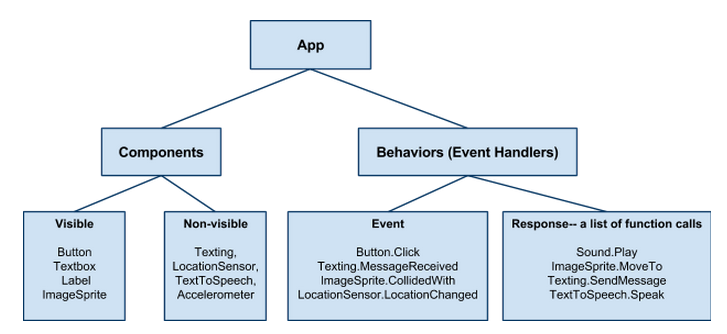 App
Components
Behaviors (Event Handlers)
Visible
Button
Textbox
Label
ImageSprite
Non-visible
Texting,
LocationSensor,
TextToSpeech,
Accelerometer
Event
Button.Click
Texting.MessageReceived
ImageSprite.CollidedWith
LocationSensor.LocationChanged
Response-- a list of function calls
Sound.Play
ImageSprite.MoveTo
Texting.SendMessage
TextToSpeech.Speak